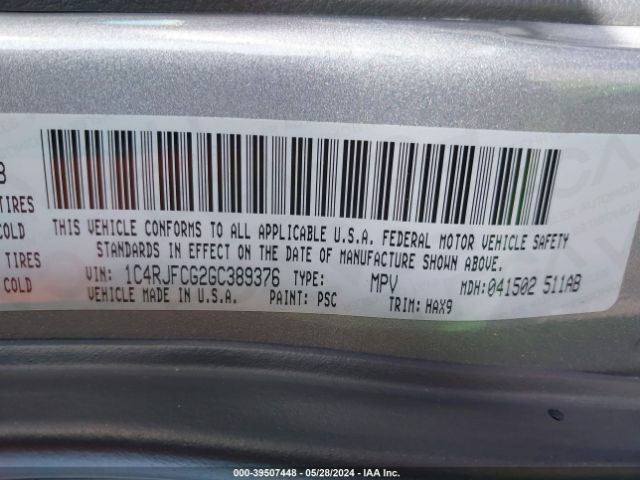 8
TIRES
COLD
TIRES
COLD
THIS VEHICLE CONFORMS TO ALL APPLICABLE U.S.A. FEDERAL MOTOR VEHICLE SAFETY
STANDARDS IN EFFECT ON THE DATE OF MANUFACTURE SHOWN ABOVE.
VIN: 1C4RJFCG2GC389376 TYPE: MPV MDH:041502 511AB
VEHICLE MADE IN U.S.A. PAINT: PSC TRIM: HAX9
000-39507448 - 05/28/2024 - IAA Inc.